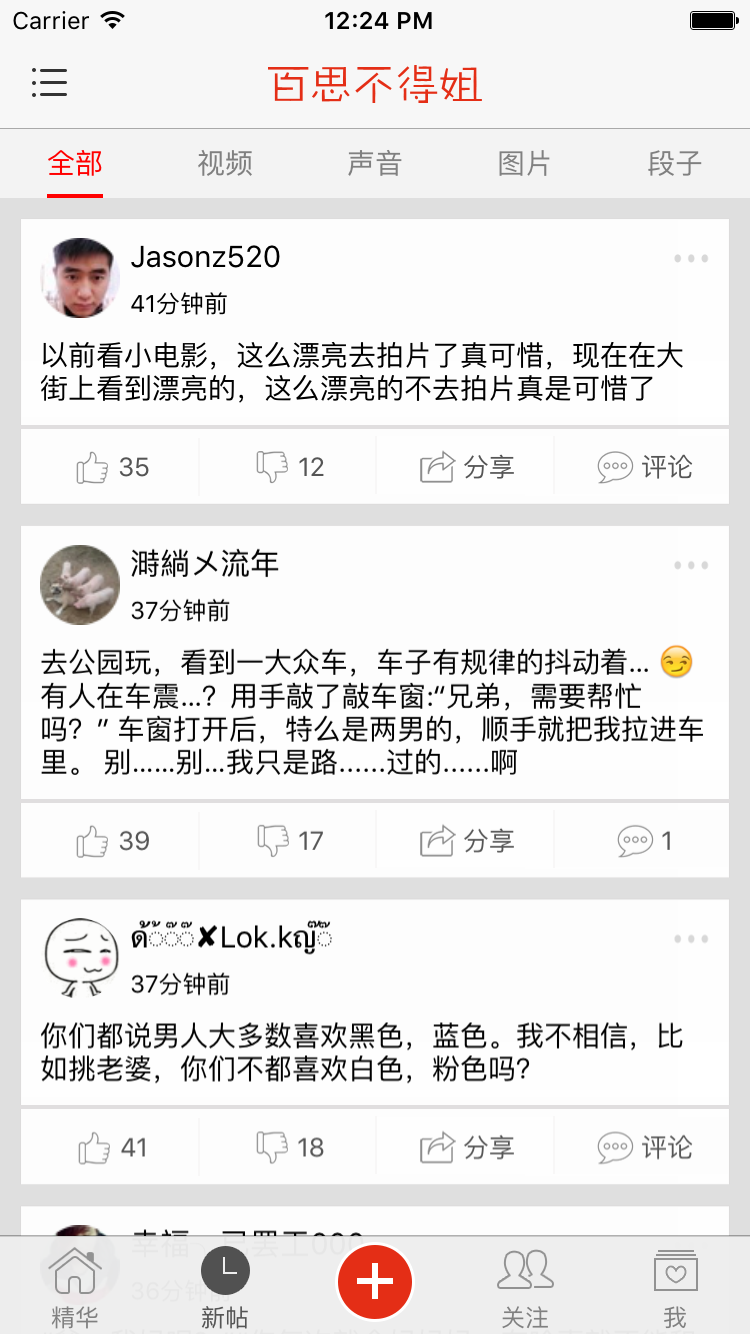 Carrier 12:24 PM
百思不得姐
全部 视频 声音 图片 段子
Jasonz520
41分钟前
以前看小电影，这么漂亮去拍片了真可惜，现在在大
街上看到漂亮的，这么漂亮的不去拍片真是可惜了
35 12 分享 评论
溡緔メ流年
37分钟前
去公园玩，看到一大众车，车子有规律的抖动着... 😏
有人在车震...？用手敲了敲车窗:“兄弟，需要帮忙
吗？” 车窗打开后，特么是两男的，顺手就把我拉进车
里。 别......别...我只是路......过的......啊
39 17 分享 1
✘Lok.k
37分钟前
你们都说男人大多数喜欢黑色，蓝色。我不相信，比
如挑老婆，你们不都喜欢白色，粉色吗？
41 18 分享 评论
36分钟前
精华 新帖 关注 我